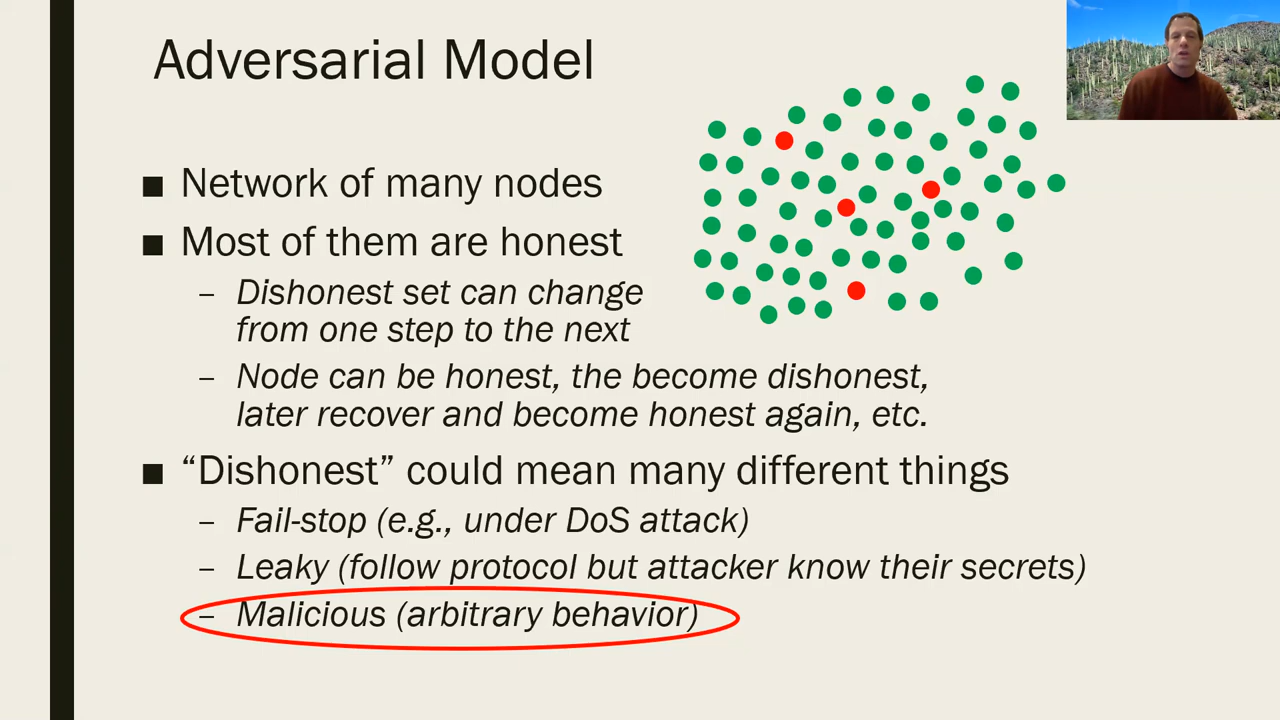 Adversarial Model
■ Network of many nodes
■ Most of them are honest
– Dishonest set can change
from one step to the next
– Node can be honest, the become dishonest,
later recover and become honest again, etc.
■ “Dishonest” could mean many different things
– Fail-stop (e.g., under DoS attack)
– Leaky (follow protocol but attacker know their secrets)
– Malicious (arbitrary behavior)